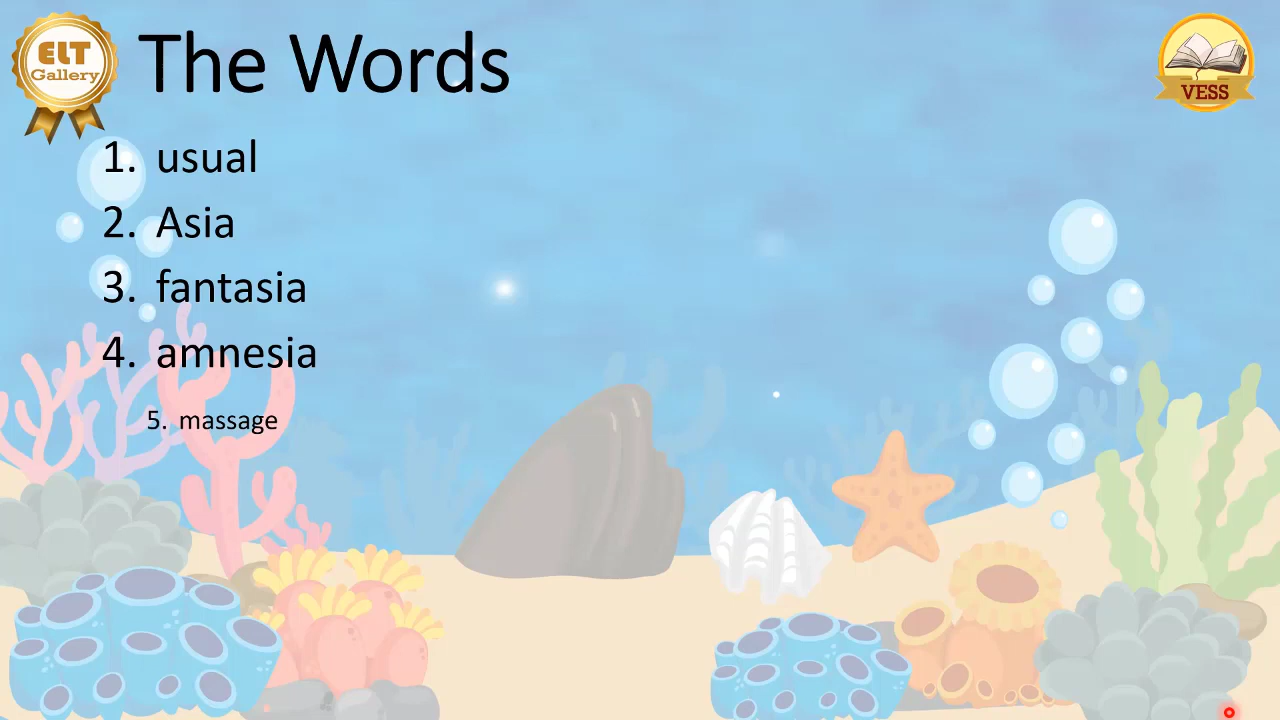 ELT
Gallery
The Words
VESS
1. usual
2. Asia
3. fantasia
4. amnesia
5. massage